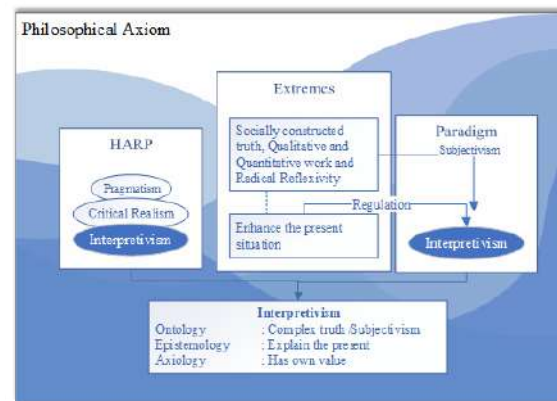 Philosophical Axiom
HARP
Pragmatism
Critical Realism
Interpretivism
Extremes
Socially constructed
truth, Qualitative and
Quantitative work and
Radical Reflexivity
Enhance the present
situation
Paradigm
Subjectivism
Regulation
Interpretivism
Interpretivism
Ontology : Complex truth /Subjectivism
Epistemology : Explain the present
Axiology : Has own value